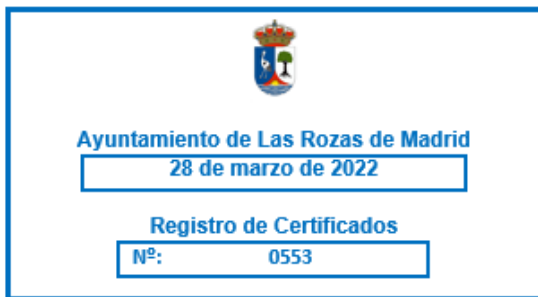 Ayuntamiento de Las Rozas de Madrid
28 de marzo de 2022
Registro de Certificados
Nº: 0553